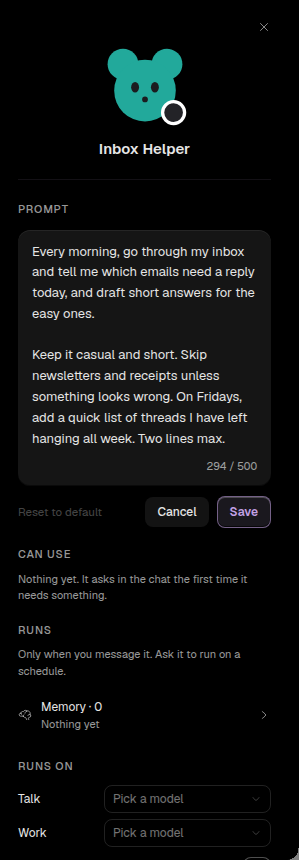 Inbox Helper
PROMPT
Every morning, go through my inbox
and tell me which emails need a reply
today, and draft short answers for the
easy ones.
Keep it casual and short. Skip
newsletters and receipts unless
something looks wrong. On Fridays,
add a quick list of threads I have left
hanging all week. Two lines max.
294 / 500
Reset to default Cancel Save
CAN USE
Nothing yet. It asks in the chat the first time it
needs something.
RUNS
Only when you message it. Ask it to run on a
schedule.
Memory · 0
Nothing yet
RUNS ON
Talk Pick a model
Work Pick a model